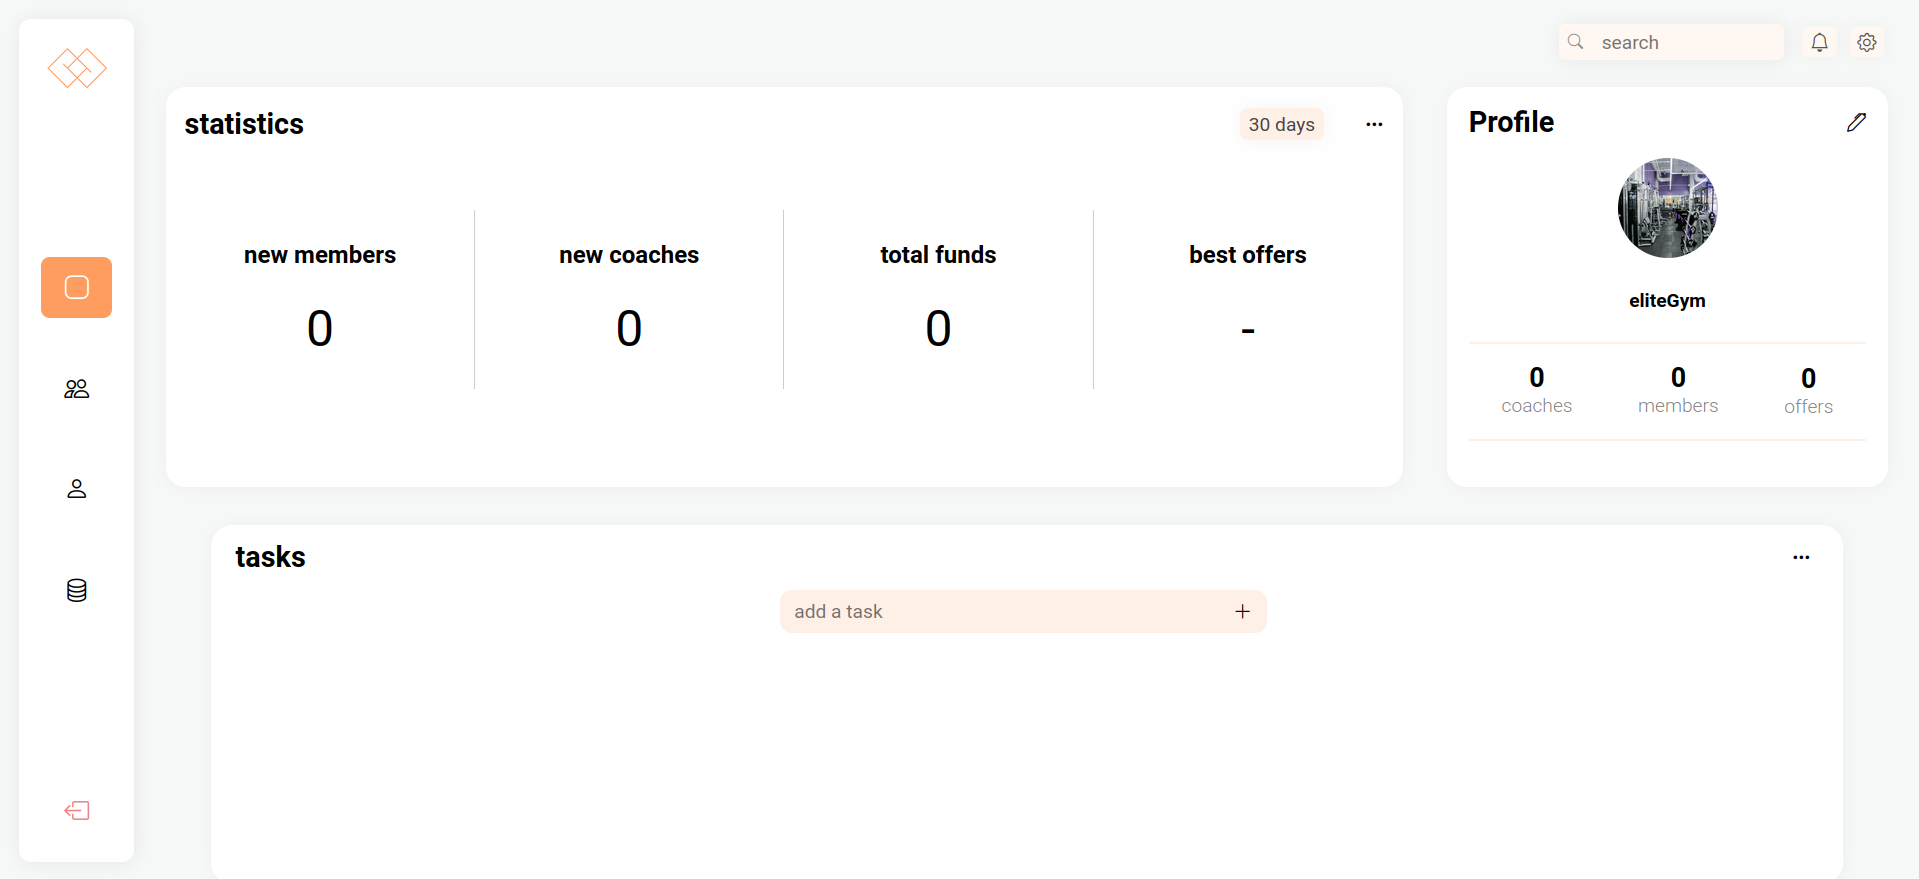 search
statistics
30 days
new members
new coaches
total funds
best offers
0
0
0
-
Profile
eliteGym
0
0
0
coaches
members
offers
tasks
add a task